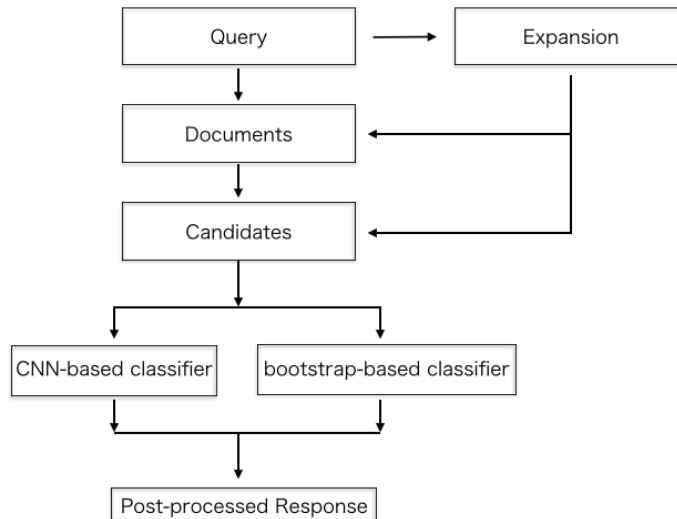 Query
Expansion
Documents
Candidates
CNN-based classifier
bootstrap-based classifier
Post-processed Response